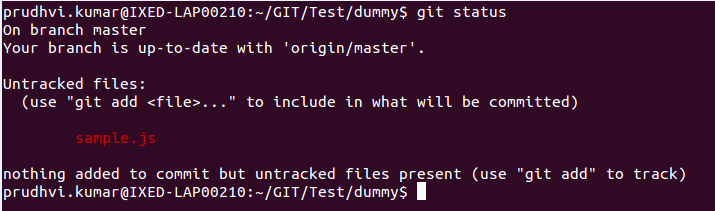 prudhvi.kumar@IXED-LAP00210:~/GIT/Test/dummy$ git status
On branch master
Your branch is up-to-date with 'origin/master'.
Untracked files:
(use "git add <file>..." to include in what will be committed)
sample.js
nothing added to commit but untracked files present (use "git add" to track)
prudhvi.kumar@IXED-LAP00210:~/GIT/Test/dummy$